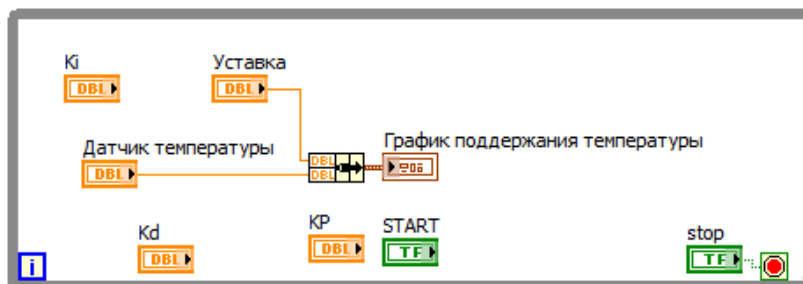 Ki
Уставка
DBL
DBL
Датчик температуры
График поддержания температуры
DBL
DBL
DBL
Kd
KP
START
stop
DBL
DBL
TF
TF
i